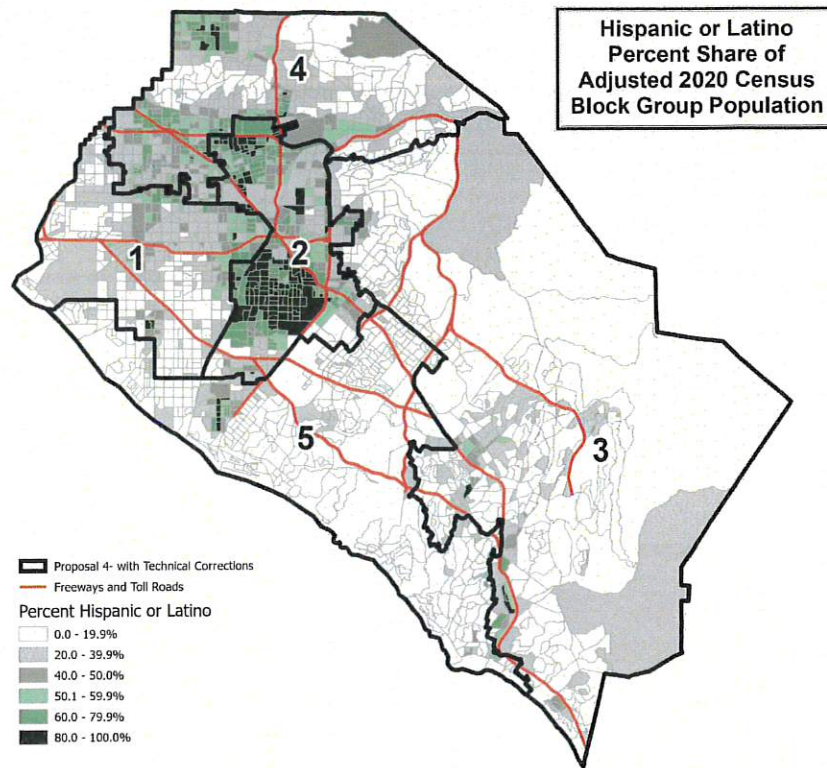 Hispanic or Latino
Percent Share of
Adjusted 2020 Census
Block Group Population
4
1
2
5
3
Proposal 4- with Technical Corrections
Freeways and Toll Roads
Percent Hispanic or Latino
0.0 - 19.9%
20.0 - 39.9%
40.0 - 50.0%
50.1 - 59.9%
60.0 - 79.9%
80.0 - 100.0%